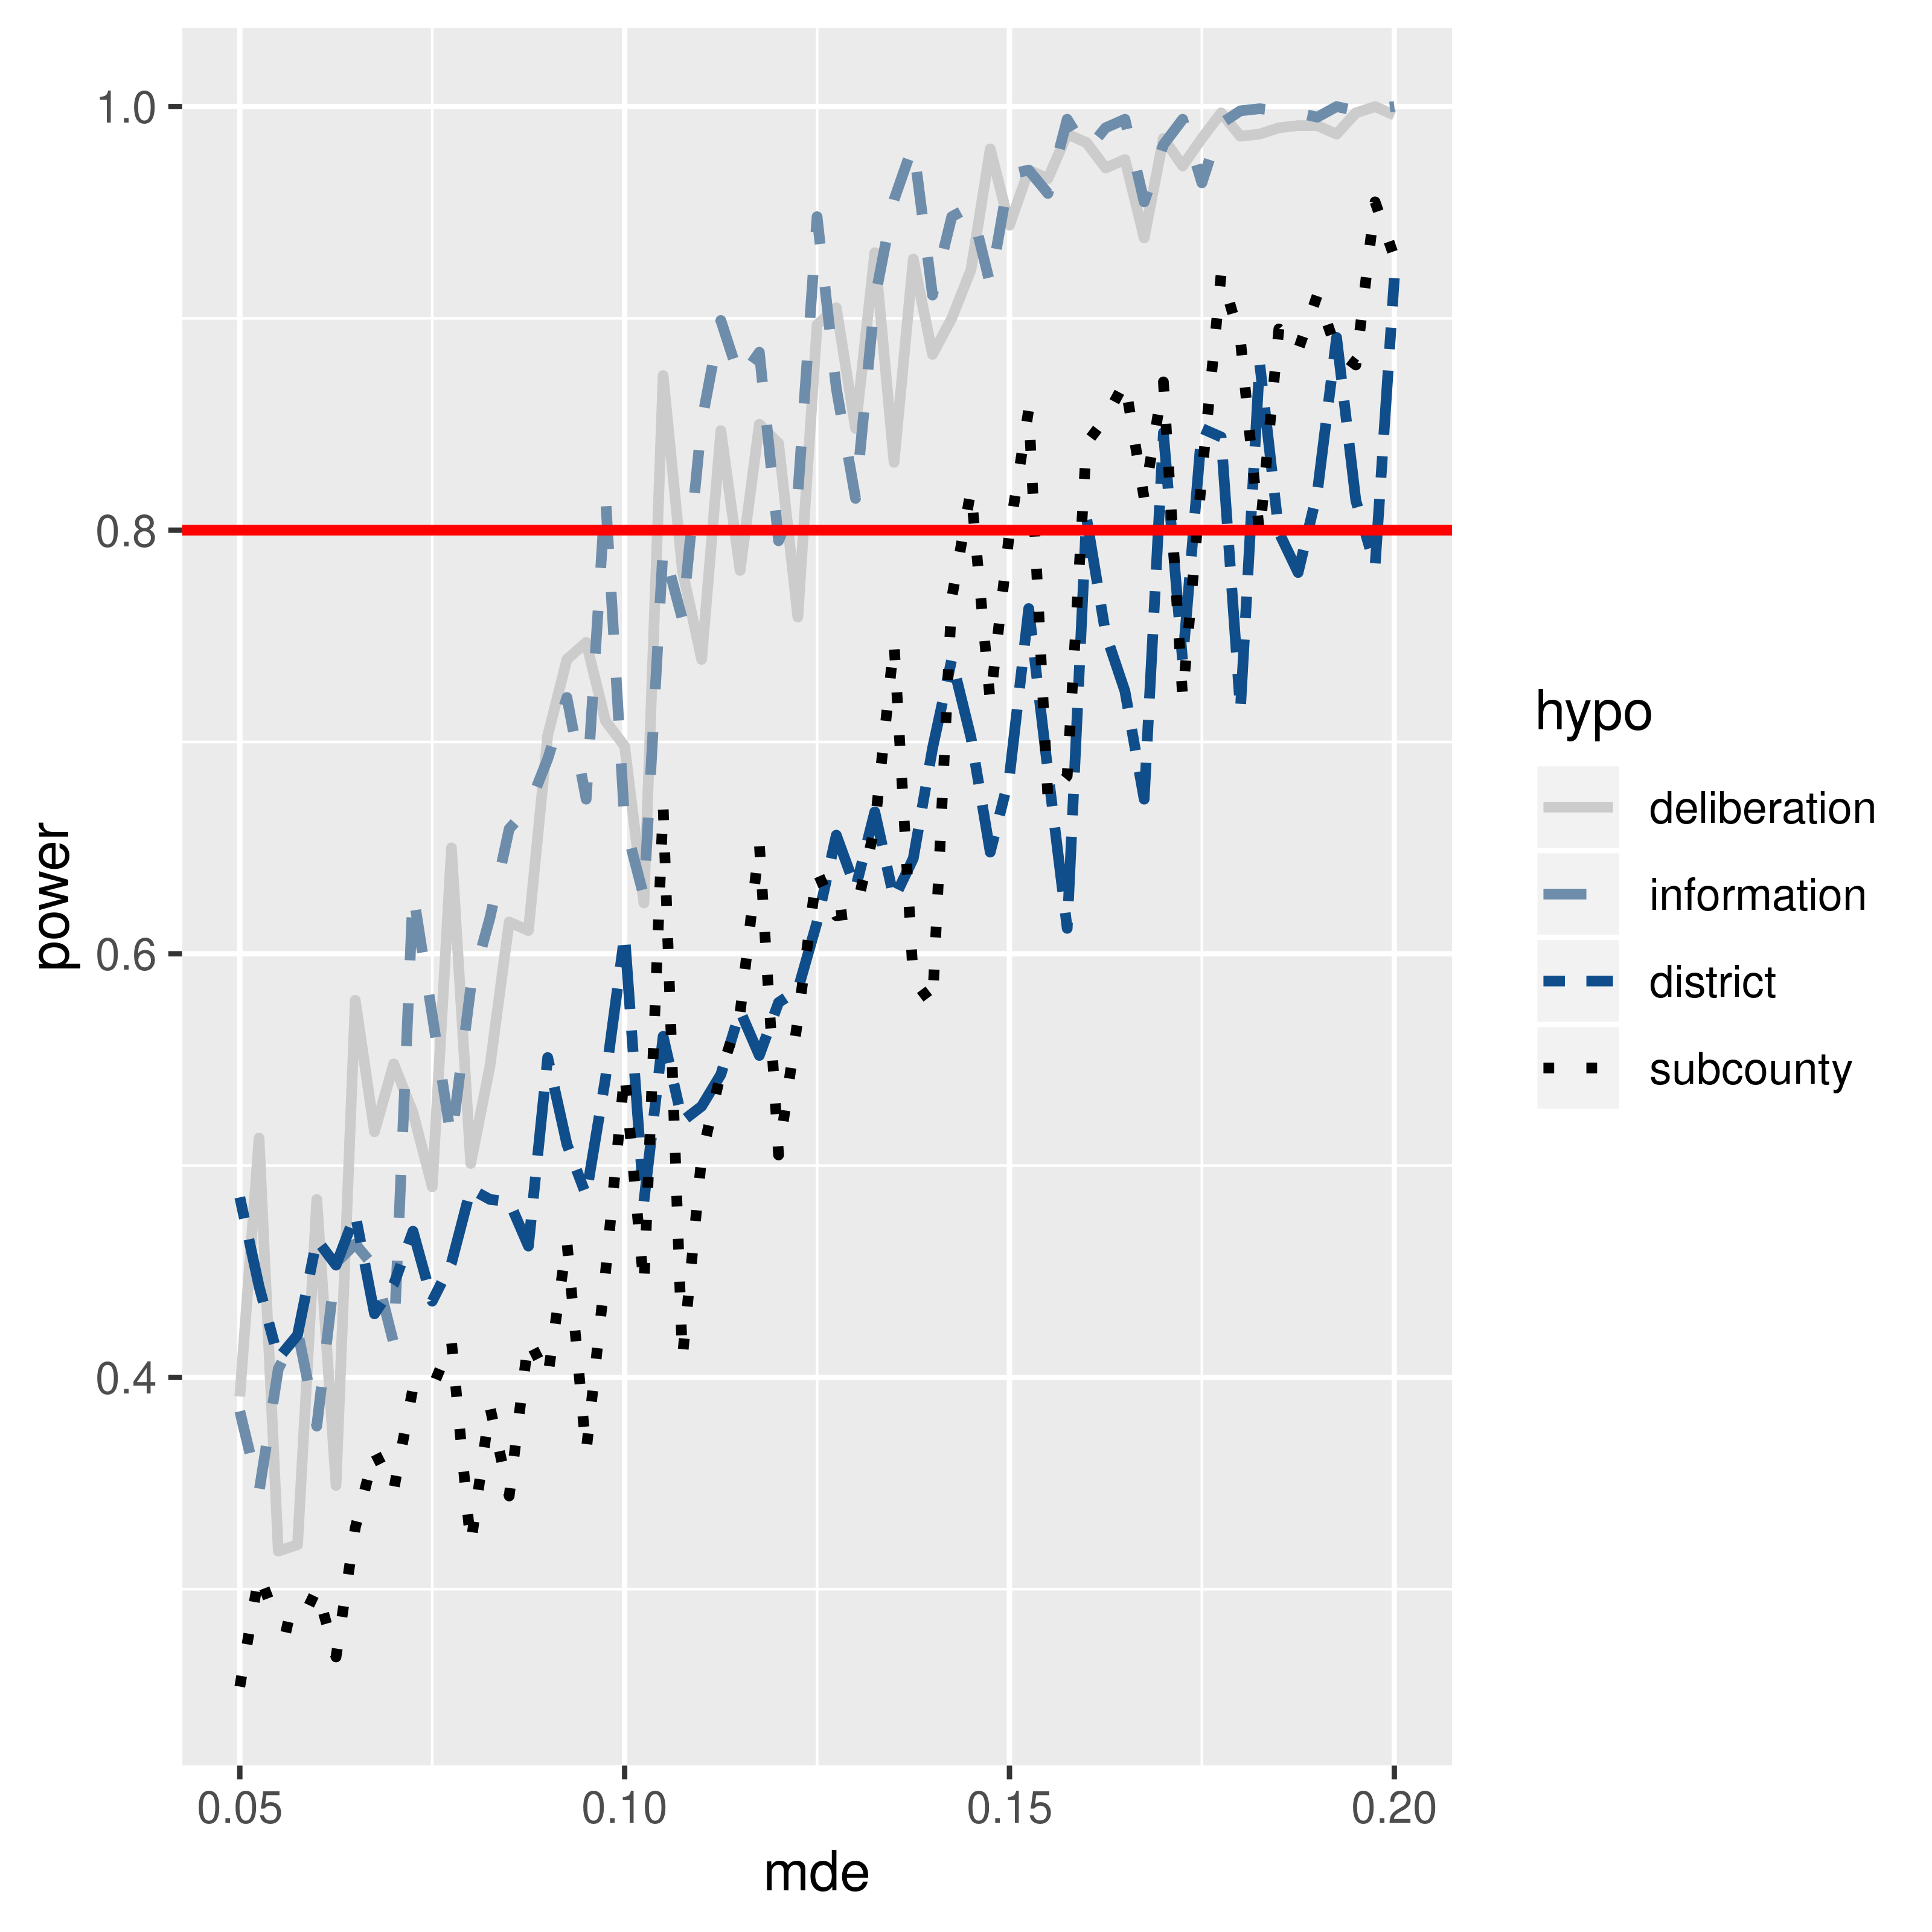 1.0
0.8
0.6
0.4
power
0.05 0.10 0.15 0.20
mde
hypo
deliberation
information
district
subcounty